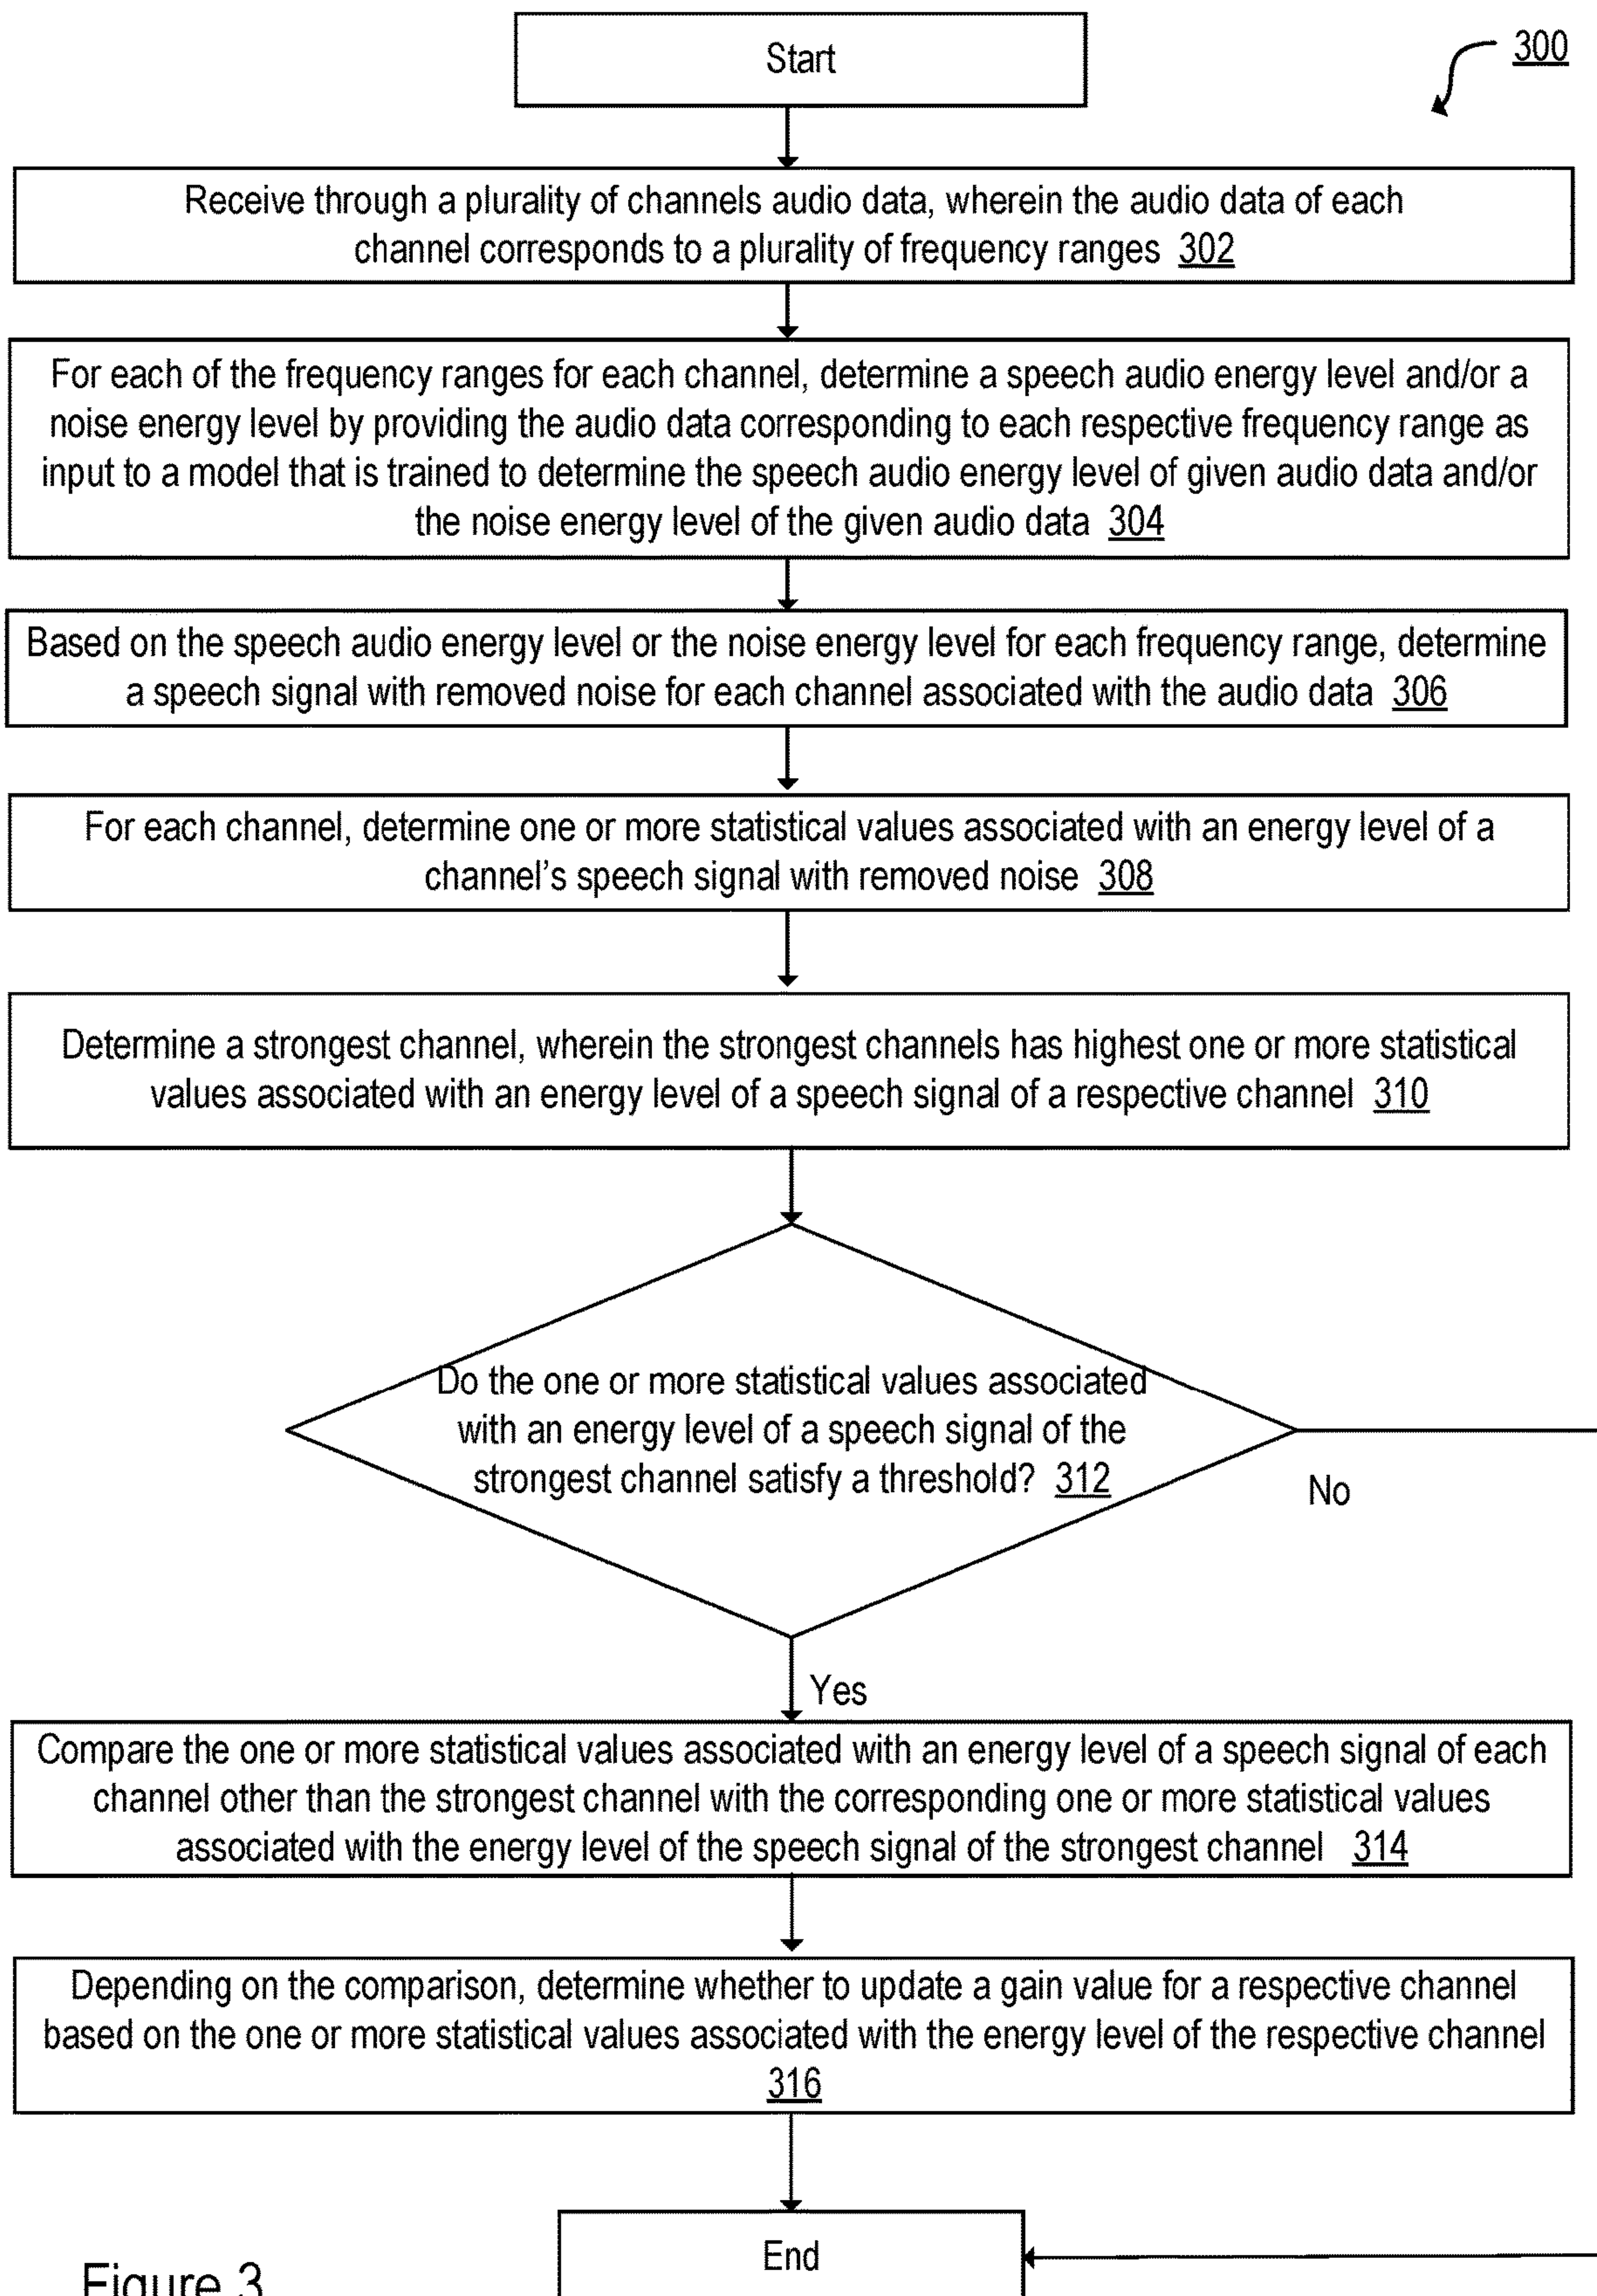 Start
300
Receive through a plurality of channels audio data, wherein the audio data of each
channel corresponds to a plurality of frequency ranges 302
For each of the frequency ranges for each channel, determine a speech audio energy level and/or a
noise energy level by providing the audio data corresponding to each respective frequency range as
input to a model that is trained to determine the speech audio energy level of given audio data and/or
the noise energy level of the given audio data 304
Based on the speech audio energy level or the noise energy level for each frequency range, determine
a speech signal with removed noise for each channel associated with the audio data 306
For each channel, determine one or more statistical values associated with an energy level of a
channel's speech signal with removed noise 308
Determine a strongest channel, wherein the strongest channels has highest one or more statistical
values associated with an energy level of a speech signal of a respective channel 310
Do the one or more statistical values associated
with an energy level of a speech signal of the
strongest channel satisfy a threshold? 312
No
Yes
Compare the one or more statistical values associated with an energy level of a speech signal of each
channel other than the strongest channel with the corresponding one or more statistical values
associated with the energy level of the speech signal of the strongest channel 314
Depending on the comparison, determine whether to update a gain value for a respective channel
based on the one or more statistical values associated with the energy level of the respective channel
316
End
Figure 3